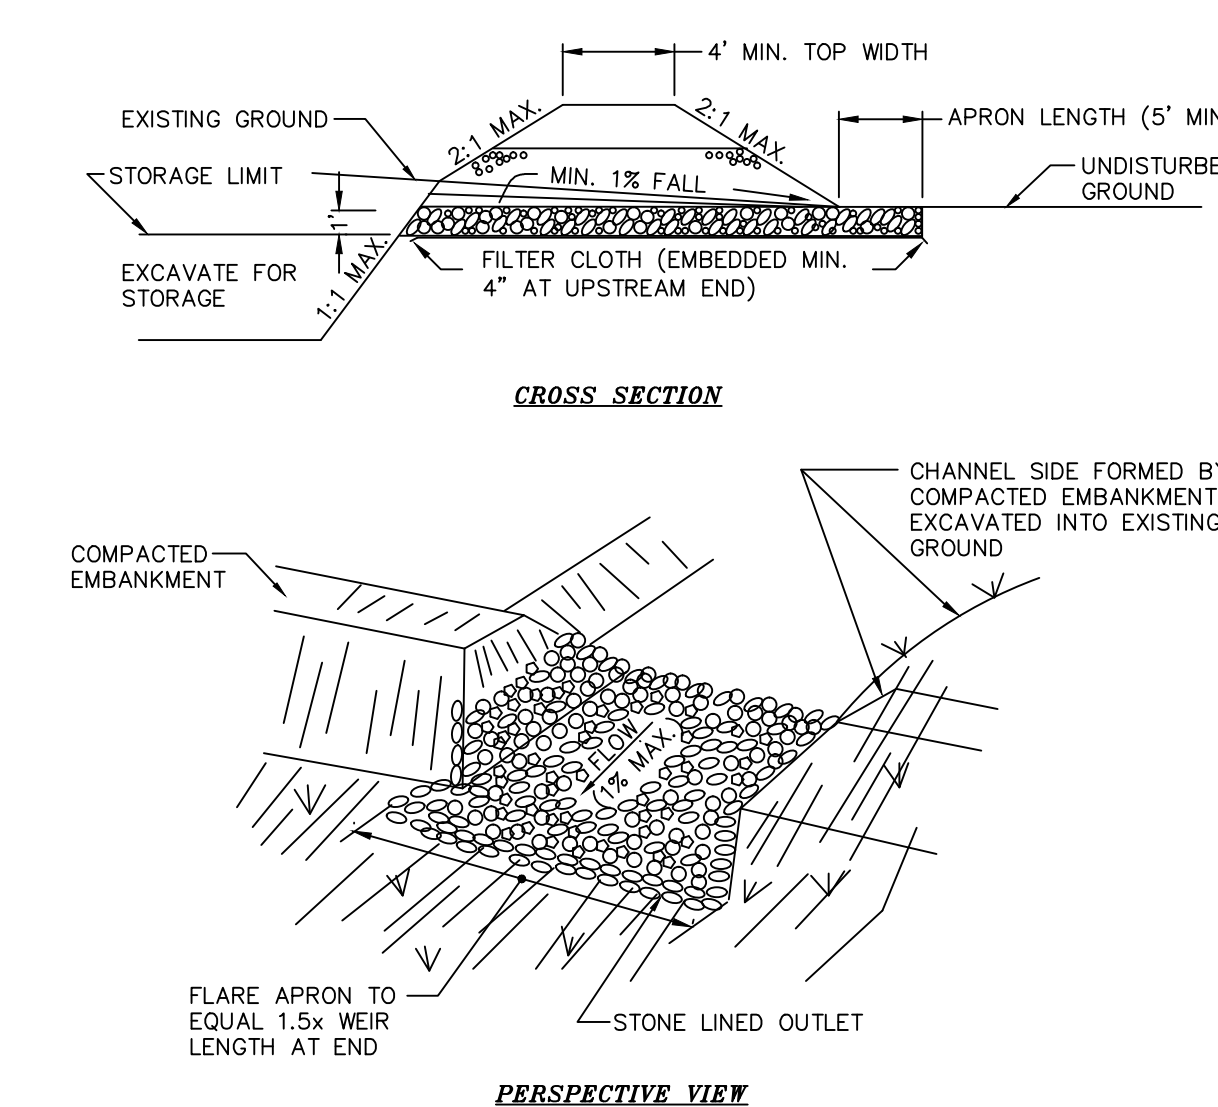 4' MIN. TOP WIDTH
EXISTING GROUND
2:1 MAX.
2:1 MAX.
APRON LENGTH (5' MIN
STORAGE LIMIT
MIN. 1% FALL
UNDISTURBE
GROUND
1'
EXCAVATE FOR
STORAGE
1:1 MAX.
FILTER CLOTH (EMBEDDED MIN.
4" AT UPSTREAM END)
CROSS SECTION
CHANNEL SIDE FORMED BY
COMPACTED EMBANKMENT
EXCAVATED INTO EXISTING
GROUND
COMPACTED
EMBANKMENT
FLOW
1% MAX.
FLARE APRON TO
EQUAL 1.5x WEIR
LENGTH AT END
STONE LINED OUTLET
PERSPECTIVE VIEW